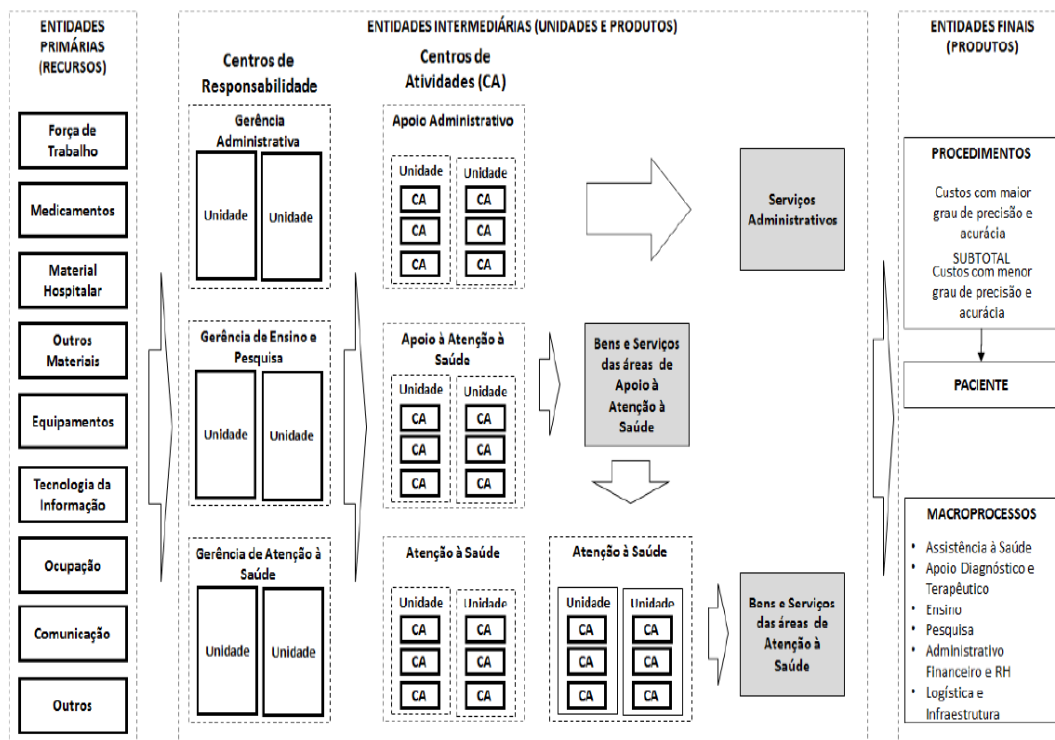 ENTIDADES
PRIMÁRIAS
(RECURSOS)
Força de
Trabalho
Medicamentos
Material
Hospitalar
Outros
Materiais
Equipamentos
Tecnologia da
Informação
Ocupação
Comunicação
Outros
ENTIDADES INTERMEDIÁRIAS (UNIDADES E PRODUTOS)
Centros de
Responsabilidade
Gerência
Administrativa
Unidade
Unidade
Gerência de Ensino e
Pesquisa
Unidade
Unidade
Gerência de Atenção à
Saúde
Unidade
Unidade
Centros de
Atividades (CA)
Apoio Administrativo
Unidade
CA
CA
CA
Unidade
CA
CA
CA
Apoio à Atenção à
Saúde
Unidade
CA
CA
CA
Unidade
CA
CA
CA
Atenção à Saúde
Unidade
CA
CA
CA
Unidade
CA
CA
CA
Atenção à Saúde
Unidade
CA
CA
CA
Unidade
CA
CA
CA
Serviços
Administrativos
Bens e Serviços
das áreas de
Apoio à
Atenção à
Saúde
Bens e Serviços
das áreas de
Atenção à
Saúde
ENTIDADES FINAIS
(PRODUTOS)
PROCEDIMENTOS
Custos com maior
grau de precisão e
acurácia
SUBTOTAL
Custos com menor
grau de precisão e
acurácia
PACIENTE
MACROPROCESSOS
• Assistência à Saúde
• Apoio Diagnóstico e
Terapêutico
• Ensino
• Pesquisa
• Administrativo
Financeiro e RH
• Logística e
Infraestrutura